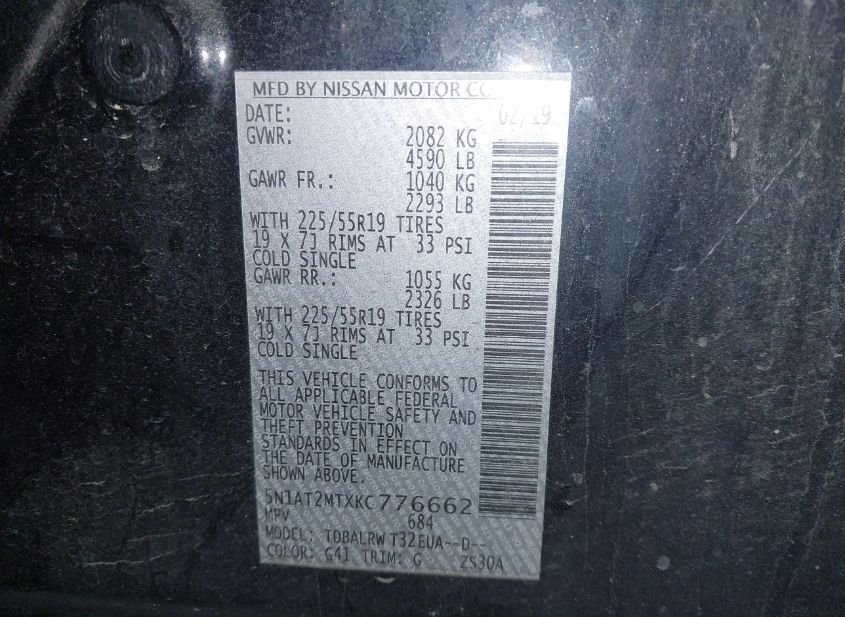 MFD BY NISSAN MOTOR CO
DATE: 02/19
GVWR: 2082 KG
4590 LB
GAWR FR.: 1040 KG
2293 LB
WITH 225/55R19 TIRES
19 X 7J RIMS AT 33 PSI
COLD SINGLE
GAWR RR.: 1055 KG
2326 LB
WITH 225/55R19 TIRES
19 X 7J RIMS AT 33 PSI
COLD SINGLE
THIS VEHICLE CONFORMS TO
ALL APPLICABLE FEDERAL
MOTOR VEHICLE SAFETY AND
THEFT PREVENTION
STANDARDS IN EFFECT ON
THE DATE OF MANUFACTURE
SHOWN ABOVE.
5N1AT2MTXKC776662
MPV 684
MODEL: TDBALRW T32EUA--D--
COLOR: G41 TRIM: G ZS30A